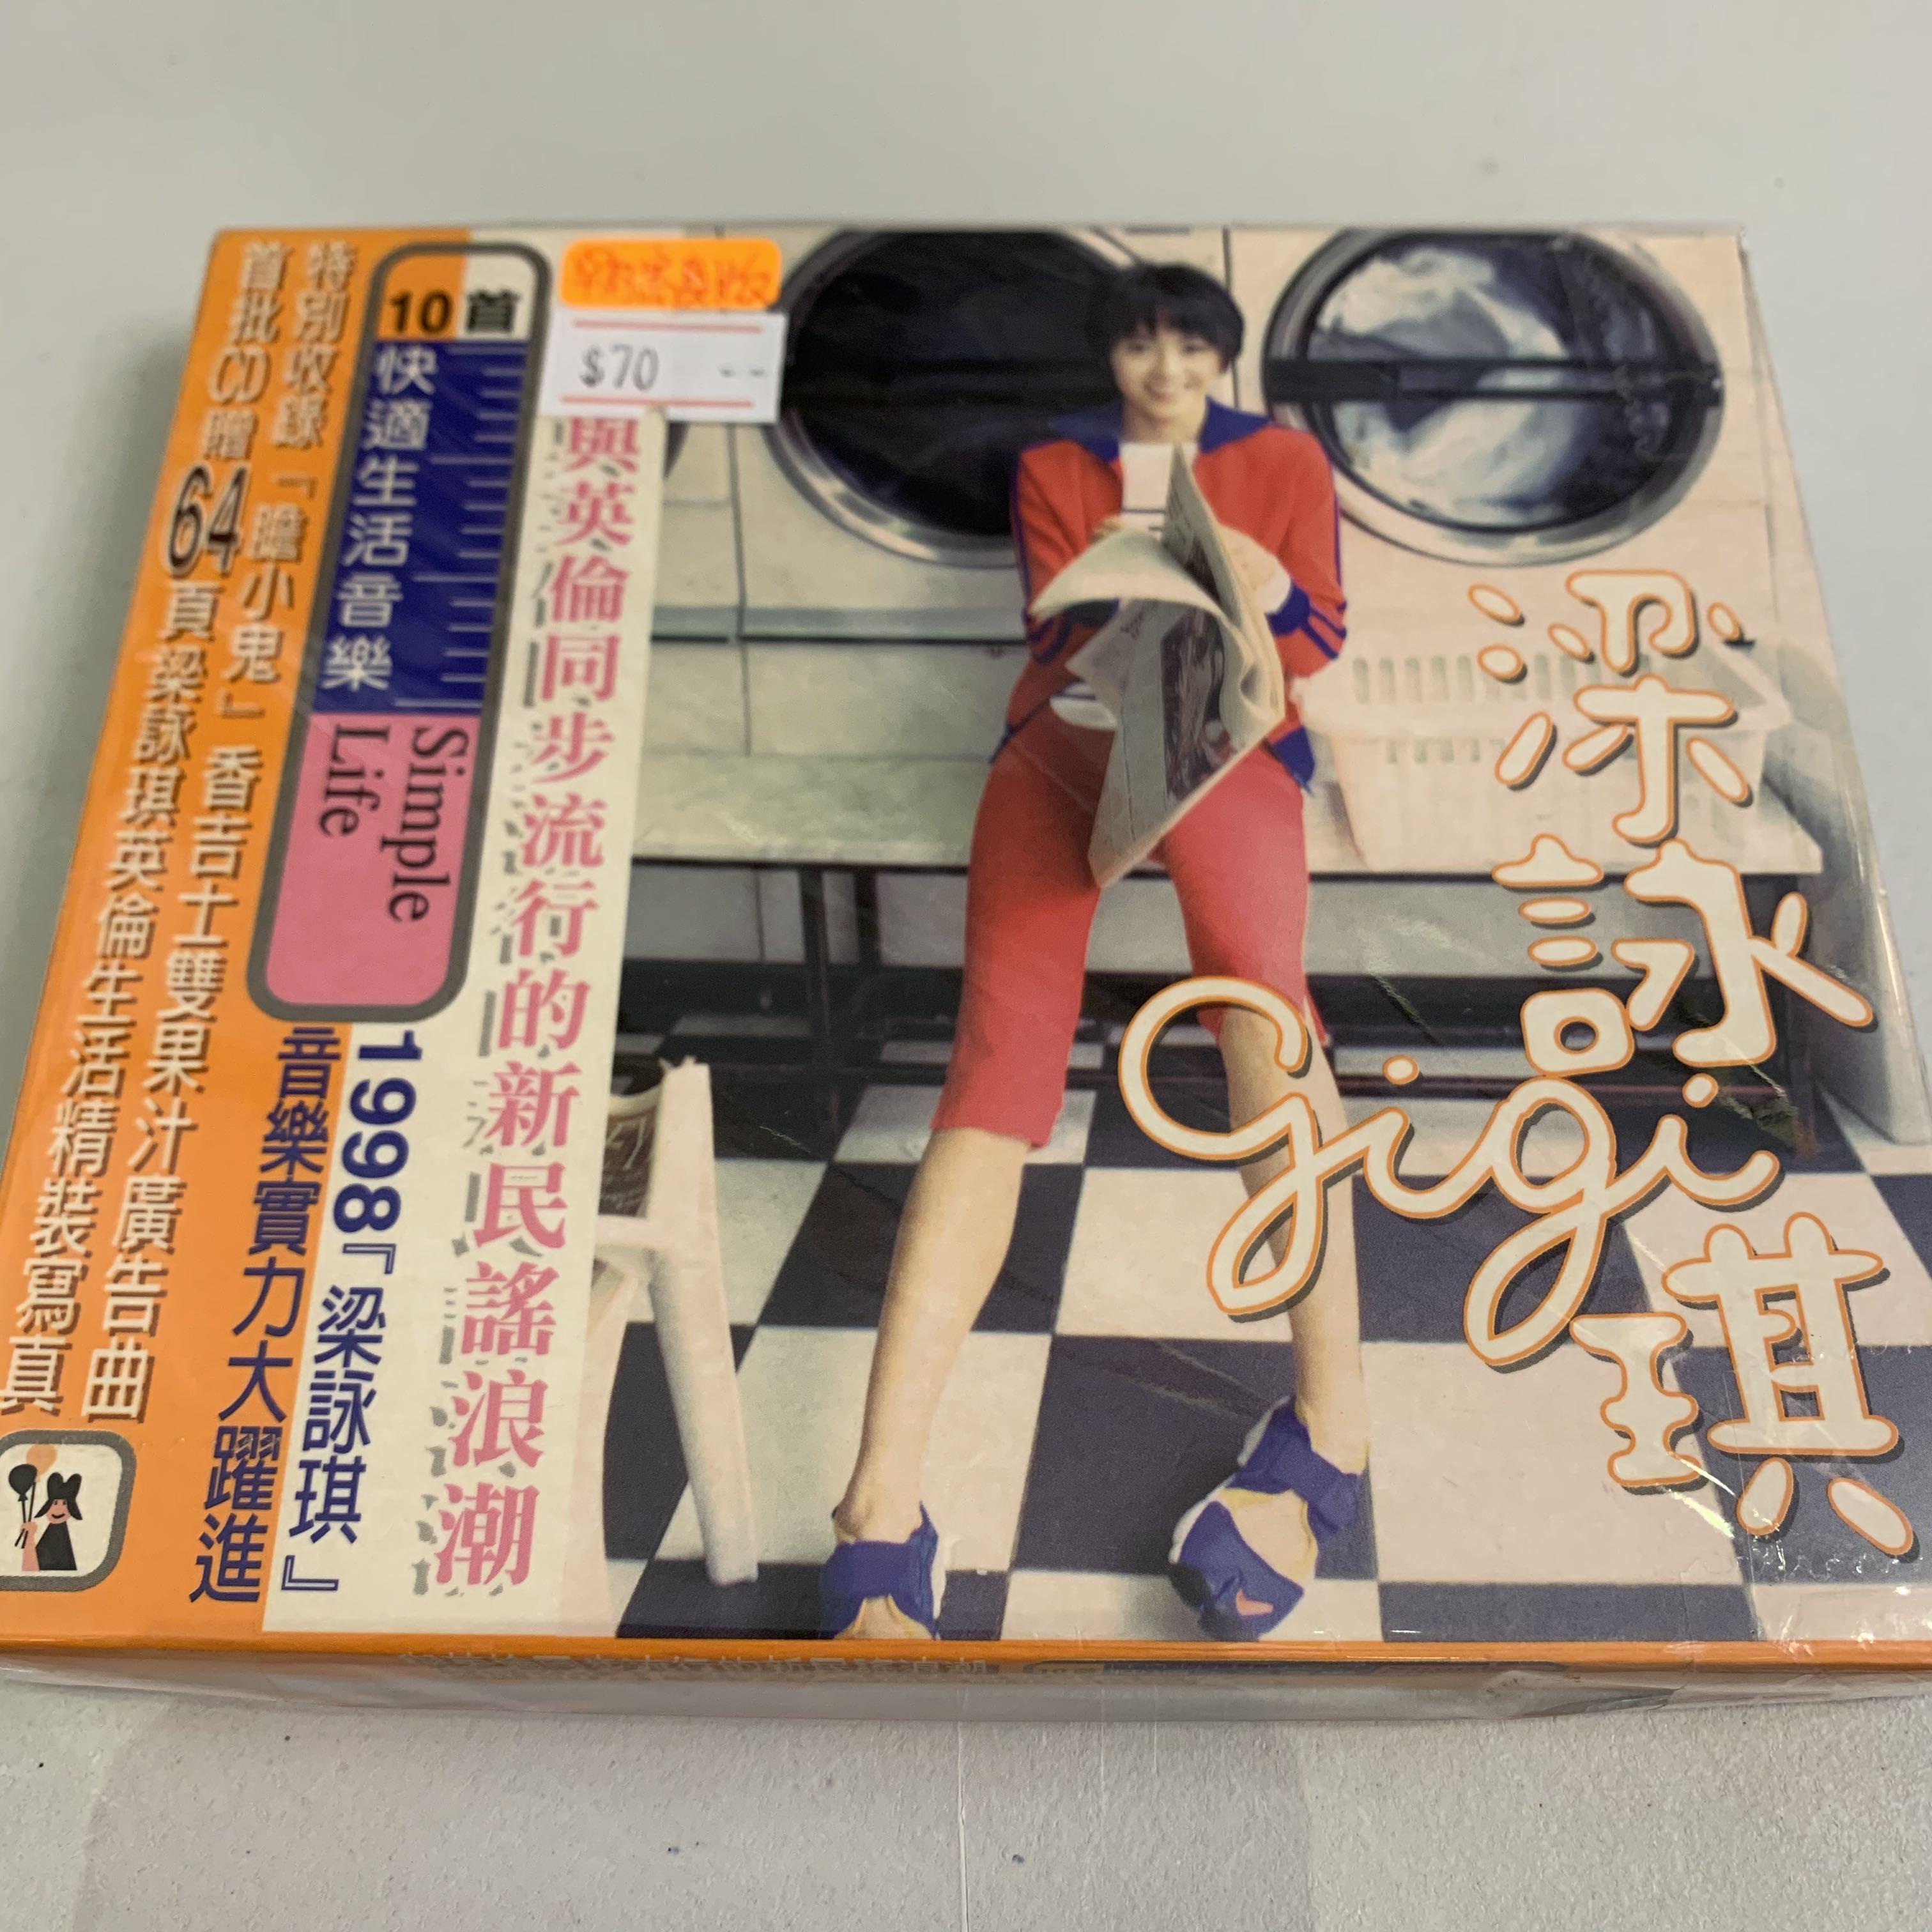 梁詠琪
gigi
$70 --
與英倫同步流行的新民謠浪潮
10首
快適生活音樂
Simple
Life
1998『梁詠琪』
音樂實力大躍進
特別收錄「膽小鬼」香吉士雙果汁廣告曲
首批CD贈64頁梁詠琪英倫生活精裝寫真